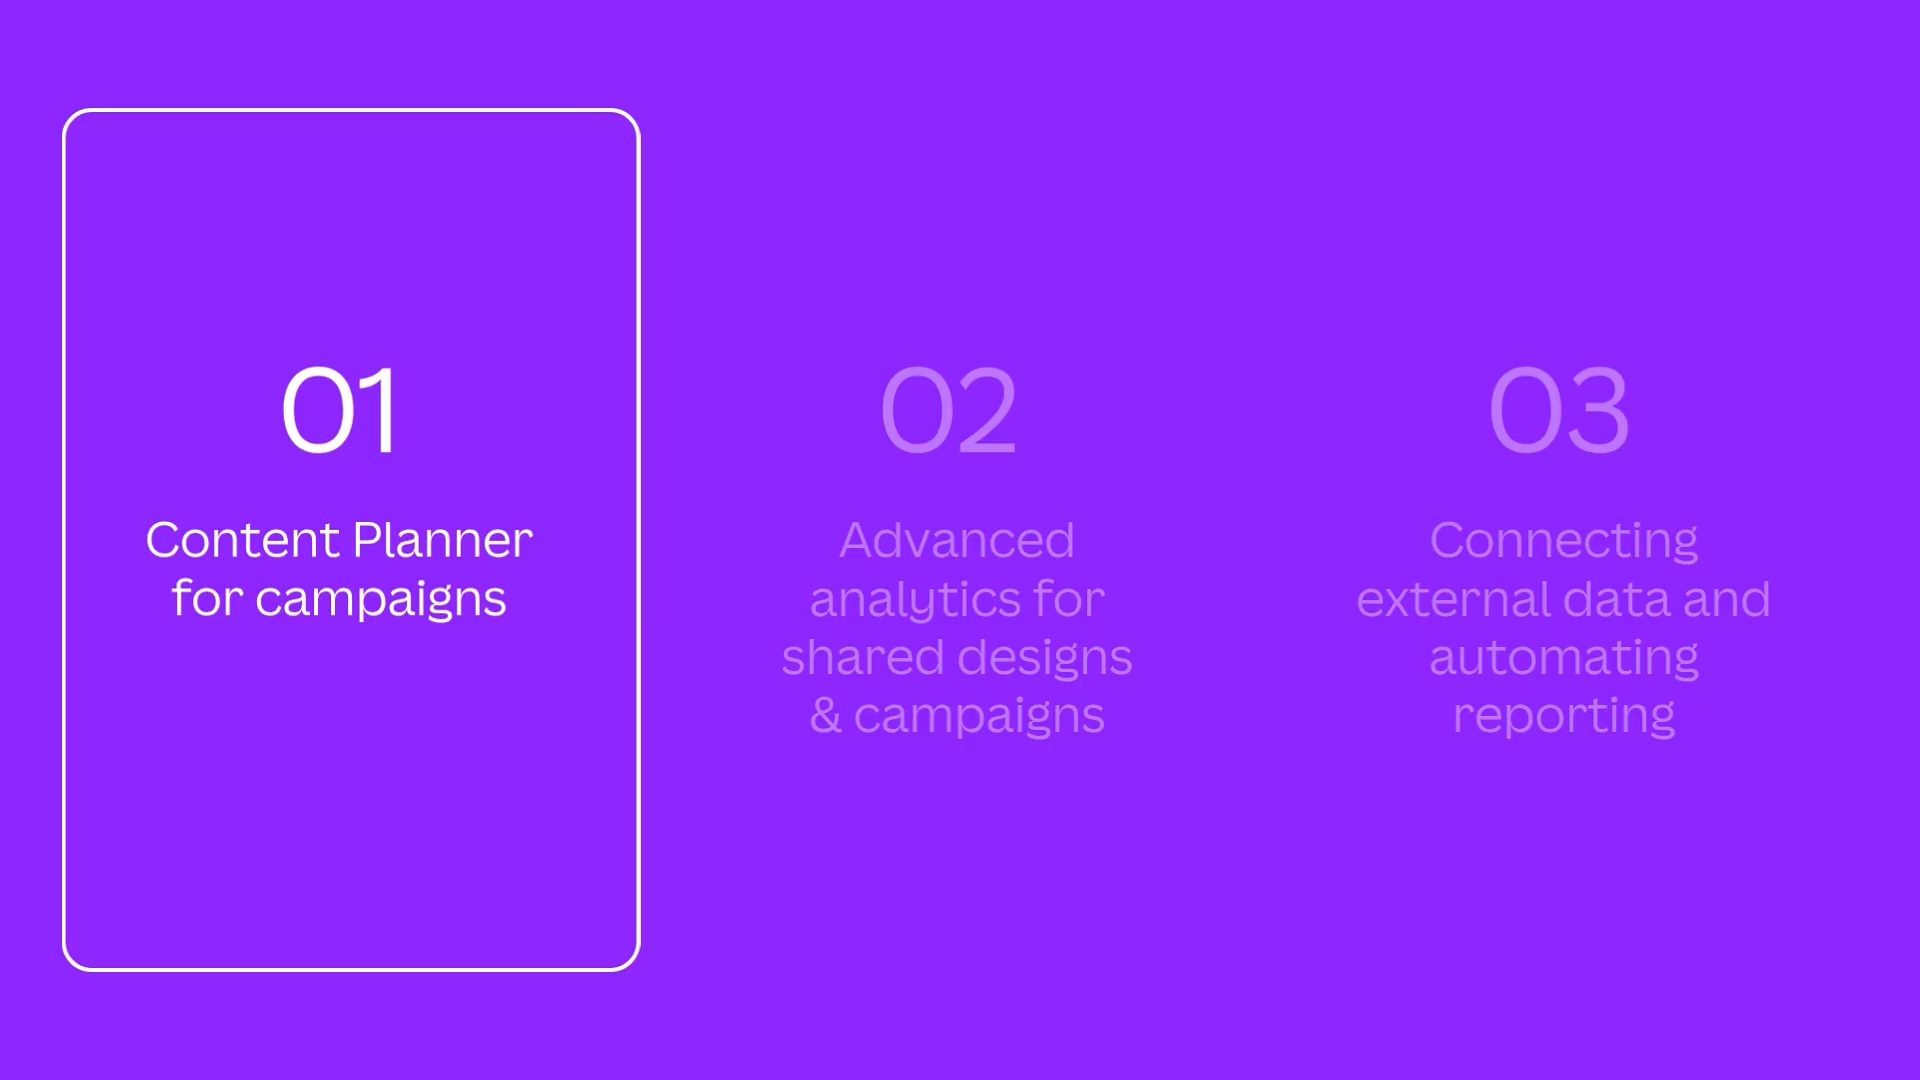 01
Content Planner
for campaigns
02
Advanced
analytics for
shared designs
& campaigns
03
Connecting
external data and
automating
reporting